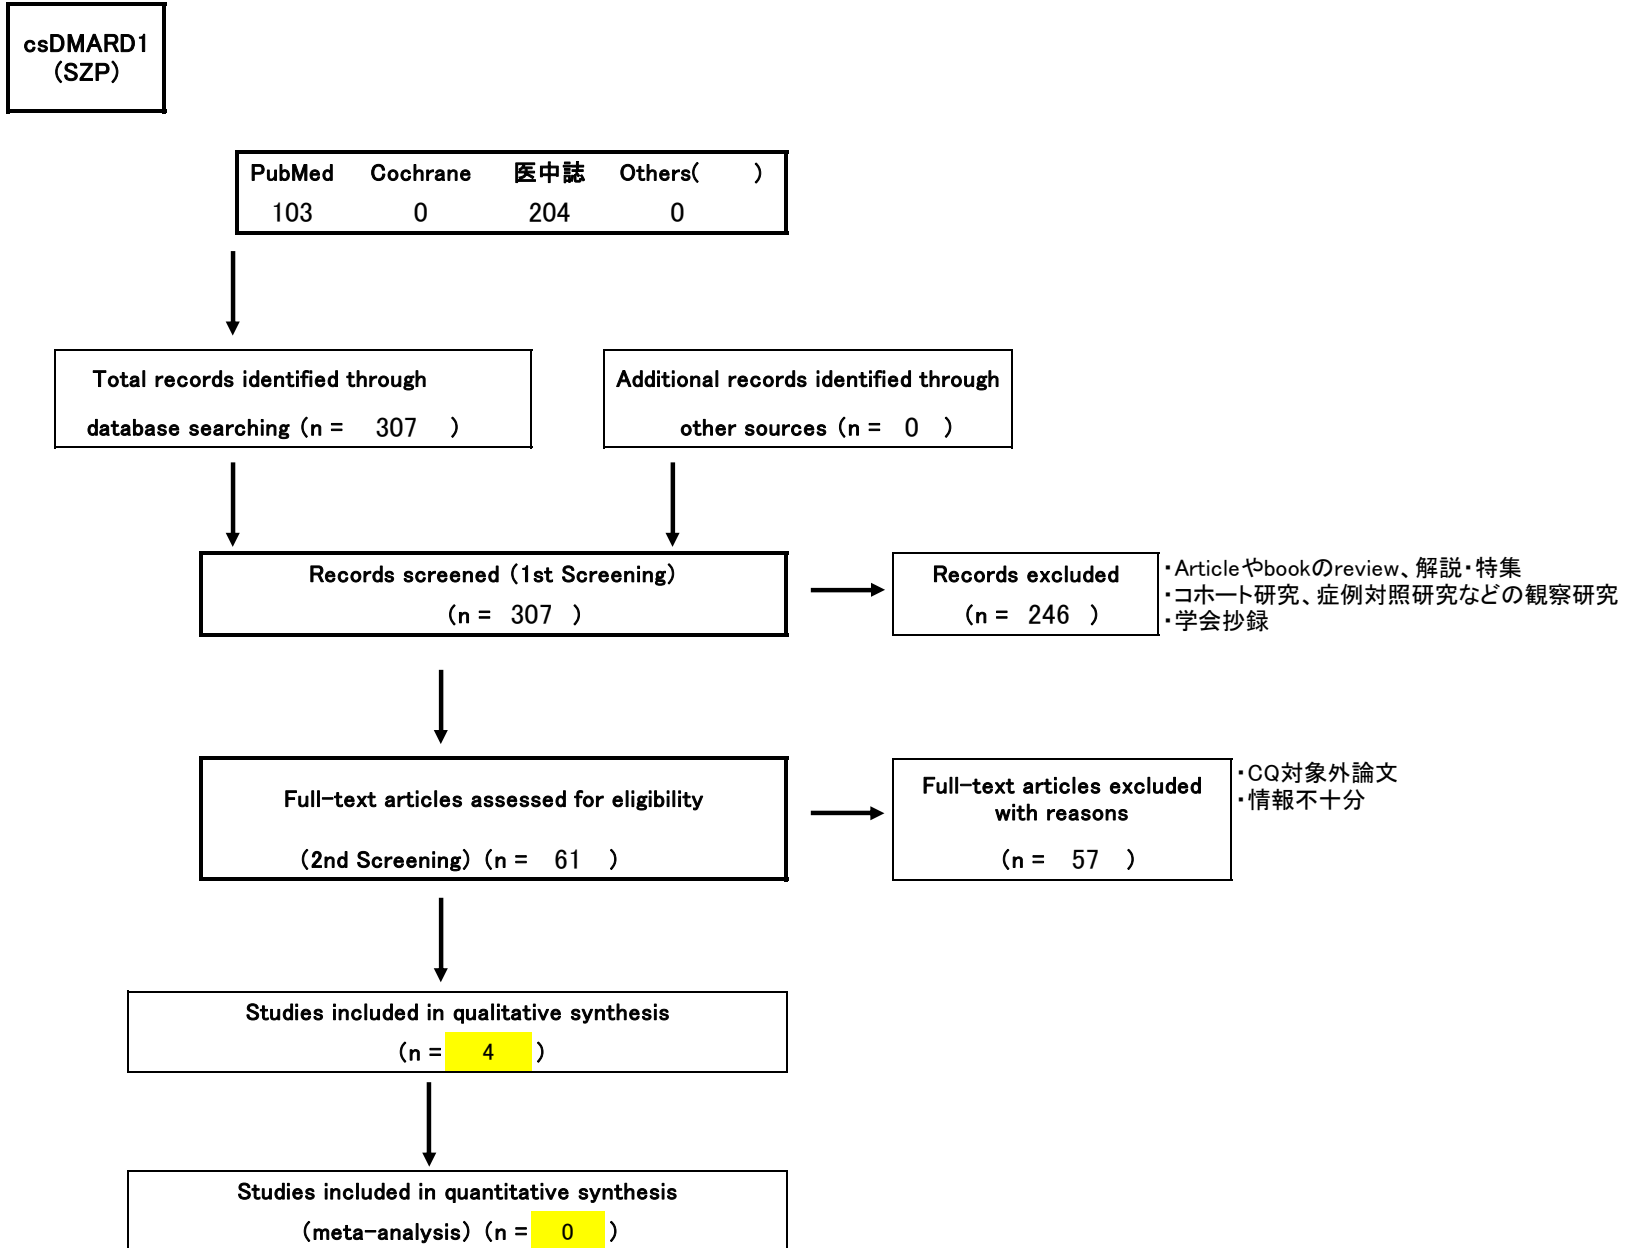 csDMARD1
(SZP)
PubMed Cochrane 医中誌 Others( )
103 0 204 0
Total records identified through
database searching (n = 307 )
Additional records identified through
other sources (n = 0 )
Records screened (1st Screening)
(n = 307 )
Records excluded
(n = 246 )
・Articleやbookのreview、解説・特集
・コホート研究、症例対照研究などの観察研究
・学会抄録
Full-text articles assessed for eligibility
(2nd Screening) (n = 61 )
Full-text articles excluded
with reasons
(n = 57 )
・CQ対象外論文
・情報不十分
Studies included in qualitative synthesis
(n = 4 )
Studies included in quantitative synthesis
(meta-analysis) (n = 0 )